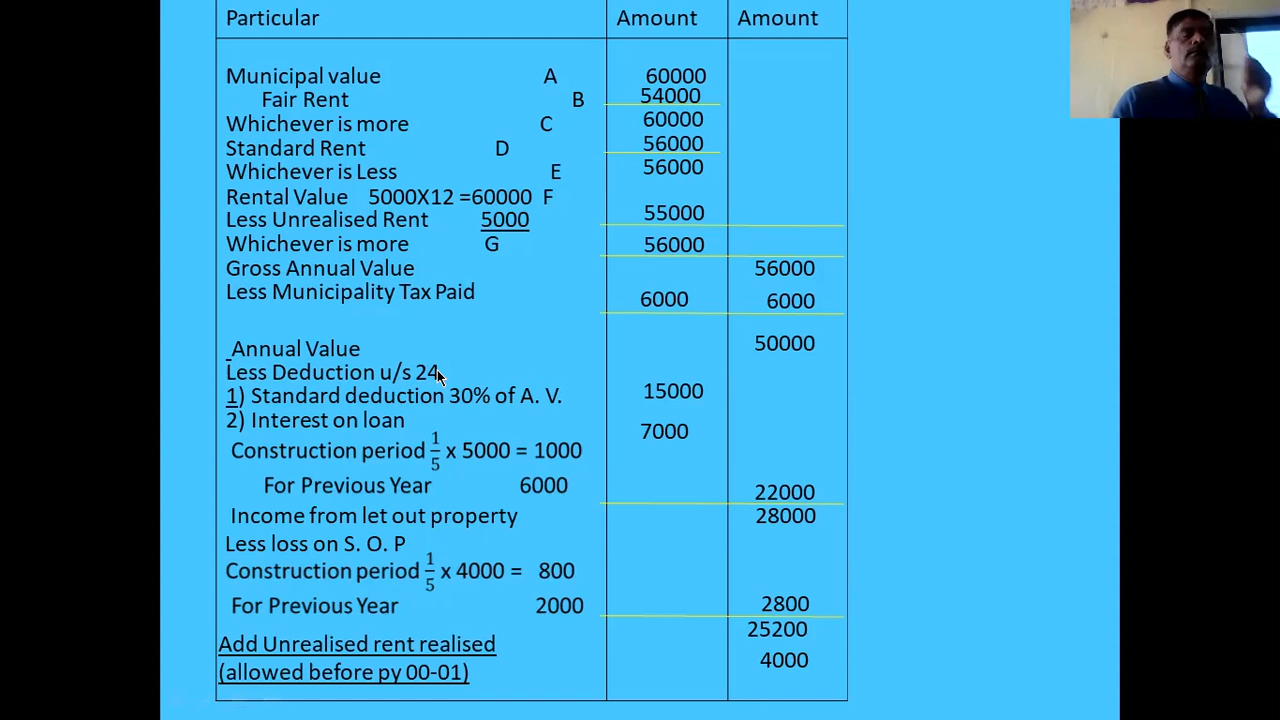 Particular Amount Amount
Municipal value A 60000
Fair Rent B 54000
Whichever is more C 60000
Standard Rent D 56000
Whichever is Less E 56000
Rental Value 5000X12 =60000 F
Less Unrealised Rent 5000 55000
Whichever is more G 56000
Gross Annual Value 56000
Less Municipality Tax Paid 6000 6000
Annual Value 50000
Less Deduction u/s 24
1) Standard deduction 30% of A. V. 15000
2) Interest on loan 7000
Construction period 1/5 x 5000 = 1000
For Previous Year 6000 22000
Income from let out property 28000
Less loss on S. O. P
Construction period 1/5 x 4000 = 800
For Previous Year 2000 2800
25200
Add Unrealised rent realised
(allowed before py 00-01) 4000